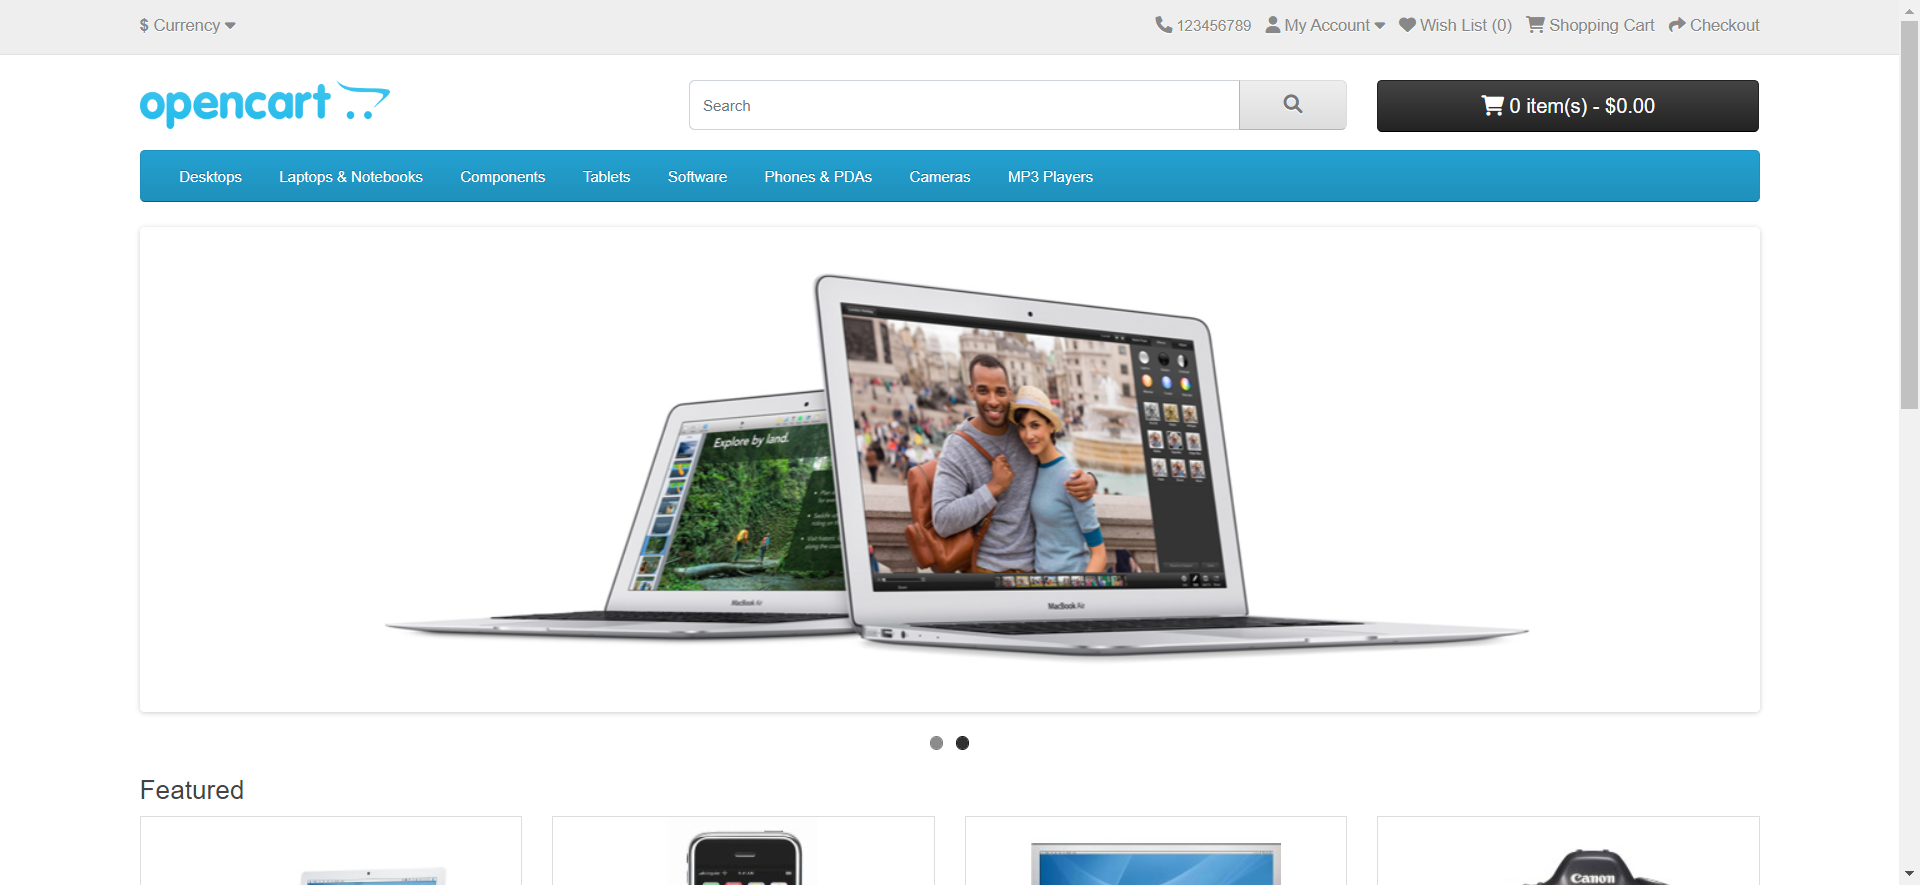 $ Currency
123456789 My Account Wish List (0) Shopping Cart Checkout
opencart
Search
0 item(s) - $0.00
Desktops Laptops & Notebooks Components Tablets Software Phones & PDAs Cameras MP3 Players
Explore by land.
MacBook Air
MacBook Air
Featured
Canon